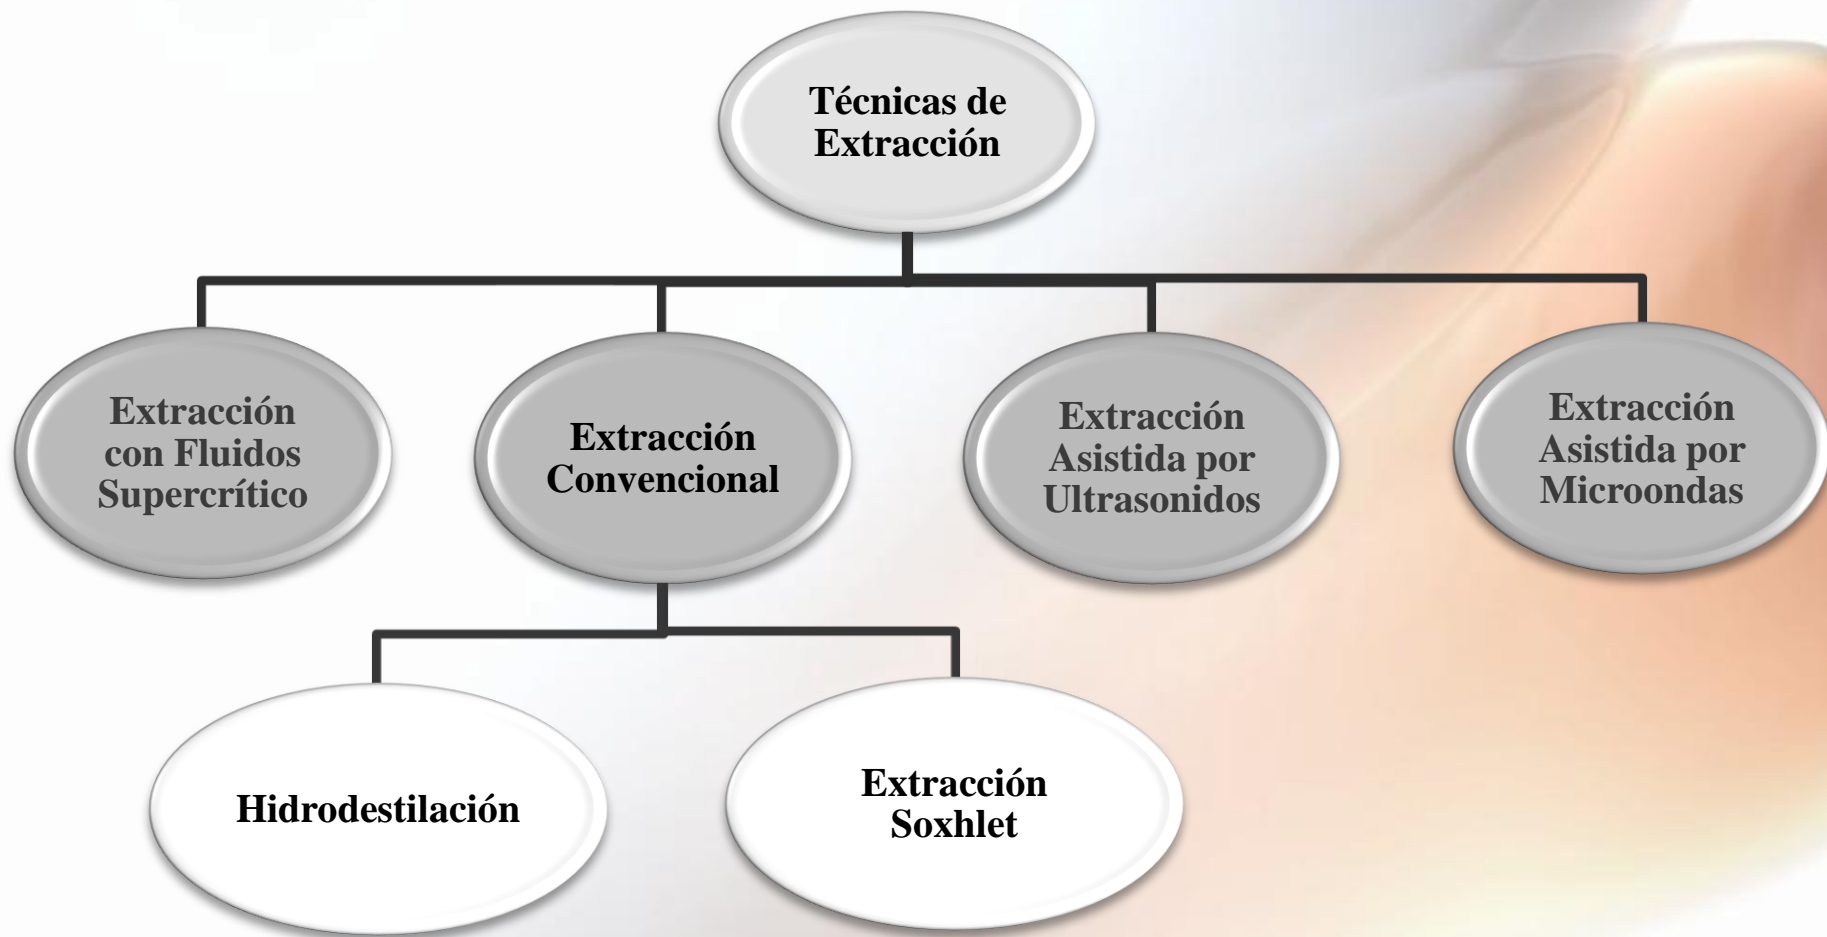 Técnicas de
Extracción
Extracción
con Fluidos
Supercrítico
Extracción
Convencional
Extracción
Asistida por
Ultrasonidos
Extracción
Asistida por
Microondas
Hidrodestilación
Extracción
Soxhlet